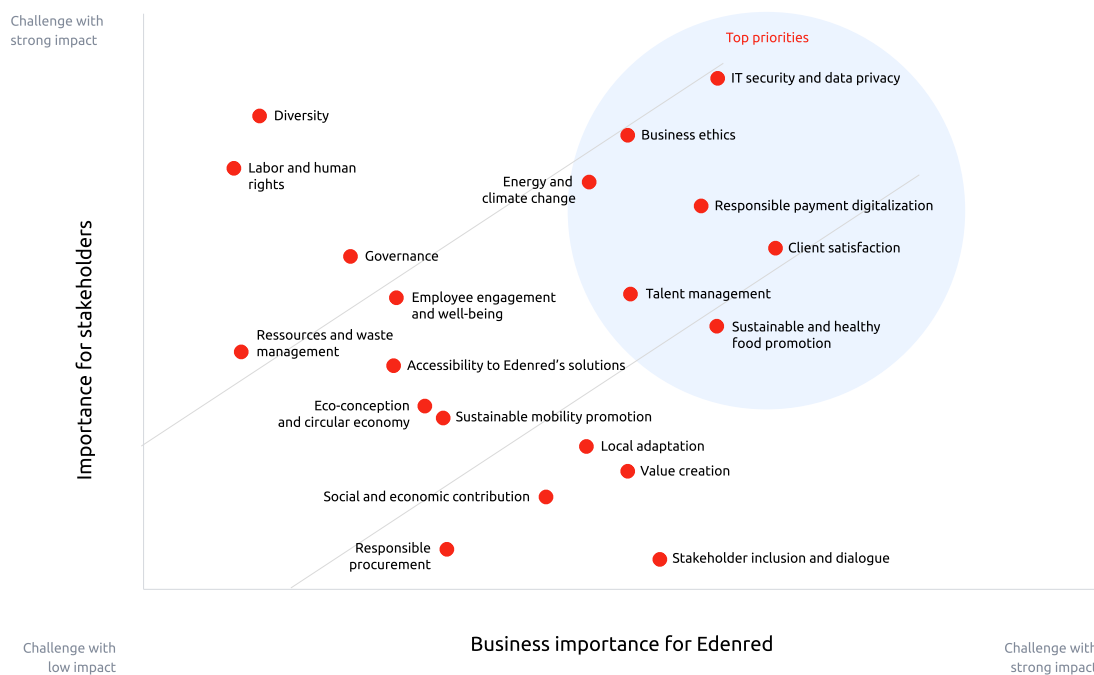 Challenge with
strong impact
Top priorities
IT security and data privacy
Diversity
Business ethics
Labor and human
rights
Energy and
climate change
Responsible payment digitalization
Client satisfaction
Governance
Talent management
Employee engagement
and well-being
Sustainable and healthy
food promotion
Ressources and waste
management
Accessibility to Edenred's solutions
Eco-conception
and circular economy
Sustainable mobility promotion
Local adaptation
Value creation
Social and economic contribution
Responsible
procurement
Stakeholder inclusion and dialogue
Importance for stakeholders
Business importance for Edenred
Challenge with
low impact
Challenge with
strong impact